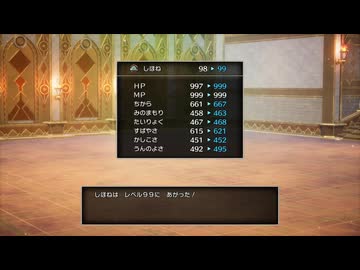 しほね 98 ▶ 99
HP 997 ▶ 999
MP 999 ▶ 999
ちから 661 ▶ 667
みのまもり 458 ▶ 463
たいりょく 467 ▶ 468
すばやさ 615 ▶ 621
かしこさ 451 ▶ 452
うんのよさ 492 ▶ 495
しほねは レベル99に あがった！